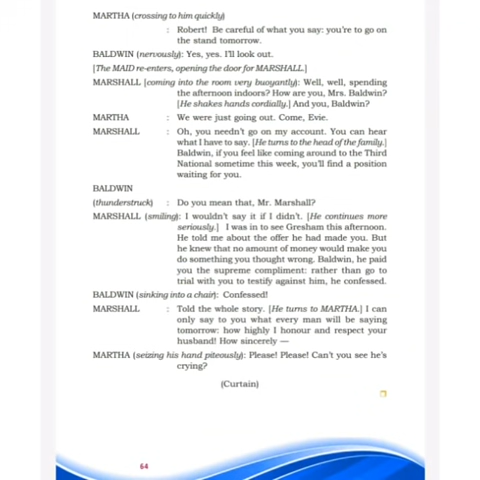 MARTHA (crossing to him quickly)
: Robert! Be careful of what you say: you're to go on
the stand tomorrow.
BALDWIN (nervously): Yes, yes. I'll look out.
[The MAID re-enters, opening the door for MARSHALL.]
MARSHALL [coming into the room very buoyantly]: Well, well, spending
the afternoon indoors? How are you, Mrs. Baldwin?
[He shakes hands cordially.] And you, Baldwin?
MARTHA : We were just going out. Come, Evie.
MARSHALL : Oh, you needn't go on my account. You can hear
what I have to say. [He turns to the head of the family.]
Baldwin, if you feel like coming around to the Third
National sometime this week, you'll find a position
waiting for you.
BALDWIN
(thunderstruck) : Do you mean that, Mr. Marshall?
MARSHALL (smiling): I wouldn't say it if I didn't. [He continues more
seriously.] I was in to see Gresham this afternoon.
He told me about the offer he had made you. But
he knew that no amount of money would make you
do something you thought wrong. Baldwin, he paid
you the supreme compliment: rather than go to
trial with you to testify against him, he confessed.
BALDWIN (sinking into a chair): Confessed!
MARSHALL : Told the whole story. [He turns to MARTHA.] I can
only say to you what every man will be saying
tomorrow: how highly I honour and respect your
husband! How sincerely —
MARTHA (seizing his hand piteously): Please! Please! Can't you see he's
crying?
(Curtain)
64